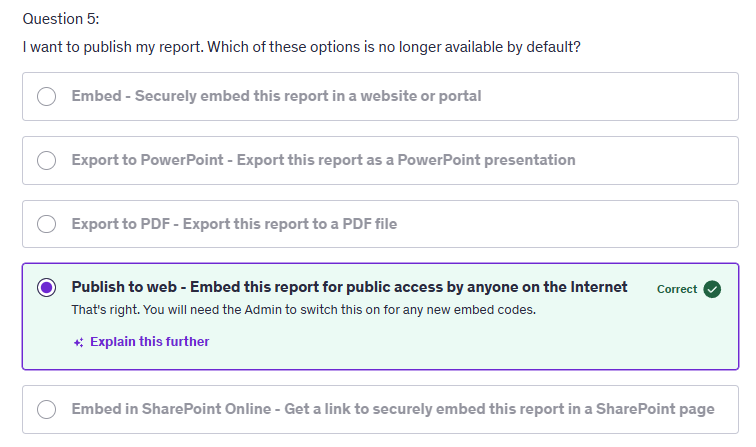 Question 5:
I want to publish my report. Which of these options is no longer available by default?
Embed - Securely embed this report in a website or portal
Export to PowerPoint - Export this report as a PowerPoint presentation
Export to PDF - Export this report to a PDF file
Publish to web - Embed this report for public access by anyone on the Internet
Correct
That's right. You will need the Admin to switch this on for any new embed codes.
Explain this further
Embed in SharePoint Online - Get a link to securely embed this report in a SharePoint page